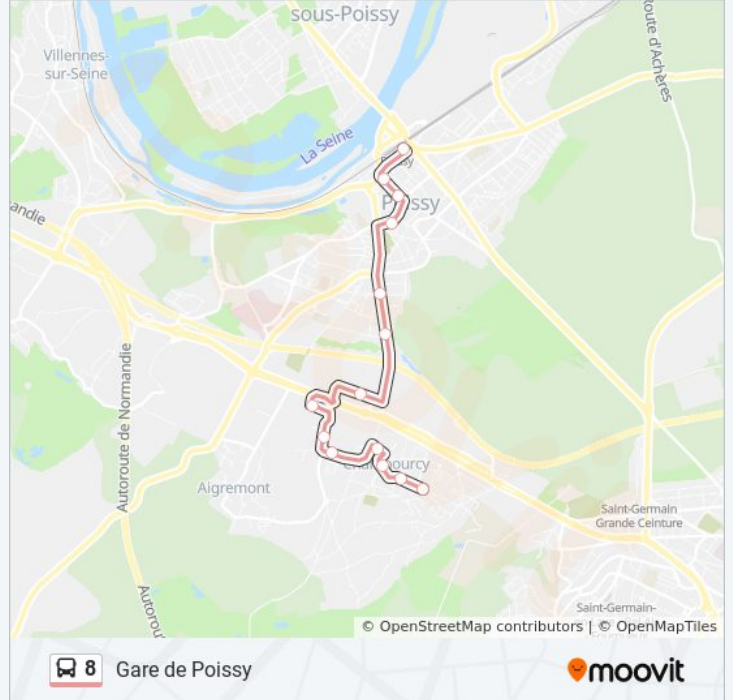 sous-Poissy
Villennes-
sur-Seine
Route d'Achères
La Seine
Poissy
andie
Autoroute de Normandie
Chambourcy
Aigremont
Saint-Germain
Grande Ceinture
Autorou
Saint-Germain-
© OpenStreetMap contributors | © OpenMapTiles
8 Gare de Poissy
moovit